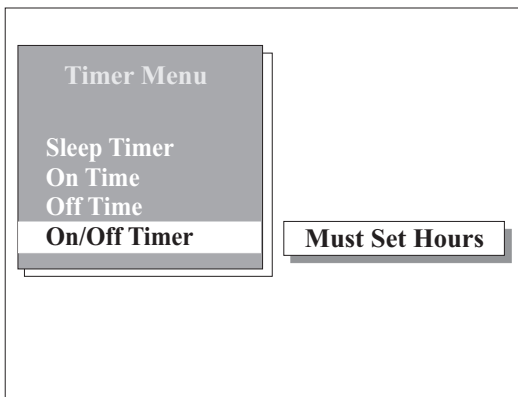 Timer Menu
Sleep Timer
On Time
Off Time
On/Off Timer
Must Set Hours